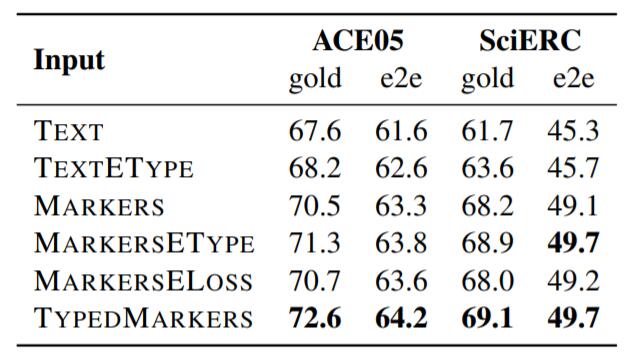 Input ACE05 SciERC
gold e2e gold e2e
TEXT 67.6 61.6 61.7 45.3
TEXTETYPE 68.2 62.6 63.6 45.7
MARKERS 70.5 63.3 68.2 49.1
MARKERSETYPE 71.3 63.8 68.9 49.7
MARKERSELOSS 70.7 63.6 68.0 49.2
TYPEDMARKERS 72.6 64.2 69.1 49.7